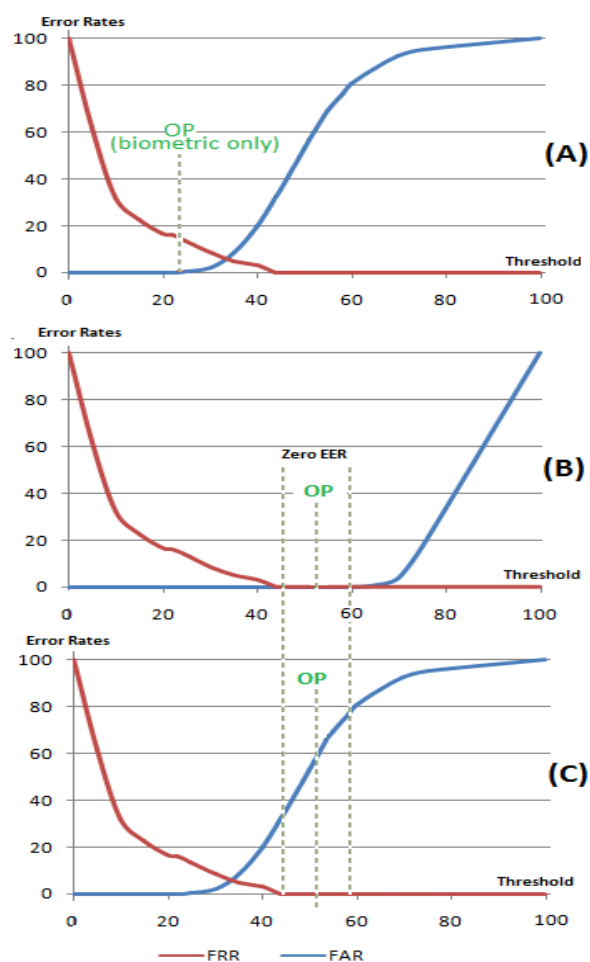 Error Rates
100
80
60
40
20
0
OP
(biometric only)
(A)
Threshold
0 20 40 60 80 100
Error Rates
100
80
60
40
20
0
Zero EER
OP
(B)
Threshold
0 20 40 60 80 100
Error Rates
100
80
60
40
20
0
OP
(C)
Threshold
0 20 40 60 80 100
FRR FAR